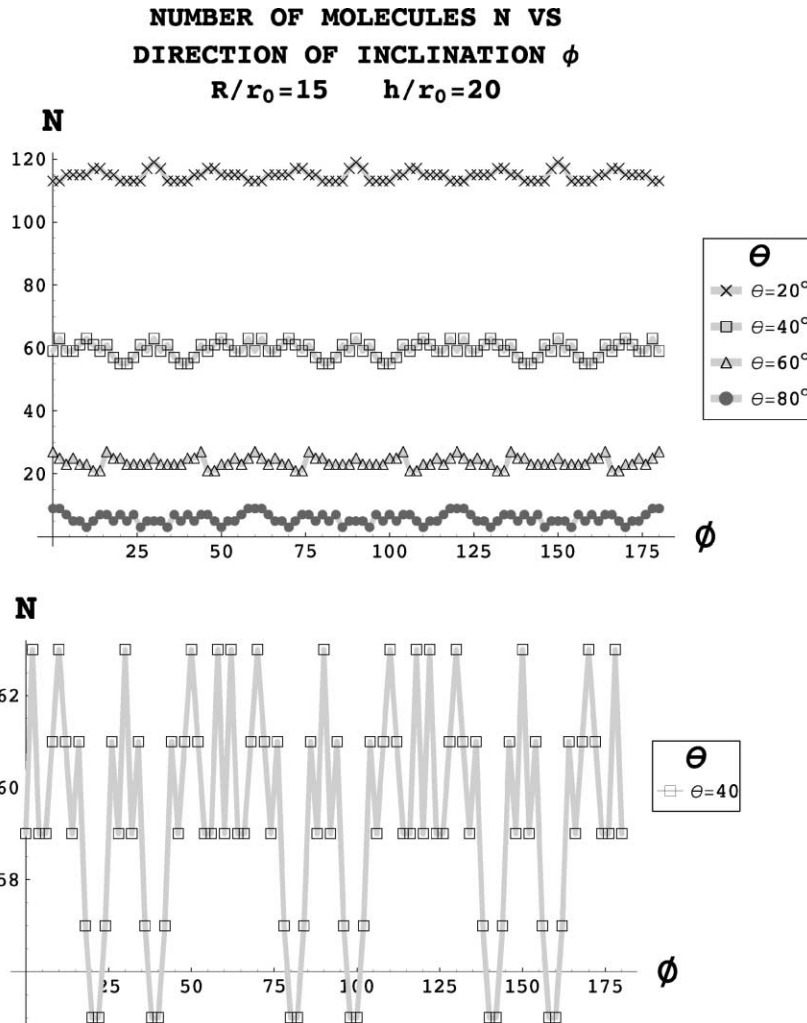 NUMBER OF MOLECULES N VS
DIRECTION OF INCLINATION ϕ
R/r₀=15 h/r₀=20
N
120
100
80
60
40
20
25 50 75 100 125 150 175
ϕ
θ
θ=20°
θ=40°
θ=60°
θ=80°
N
62
60
58
25 50 75 100 125 150 175
ϕ
θ
θ=40